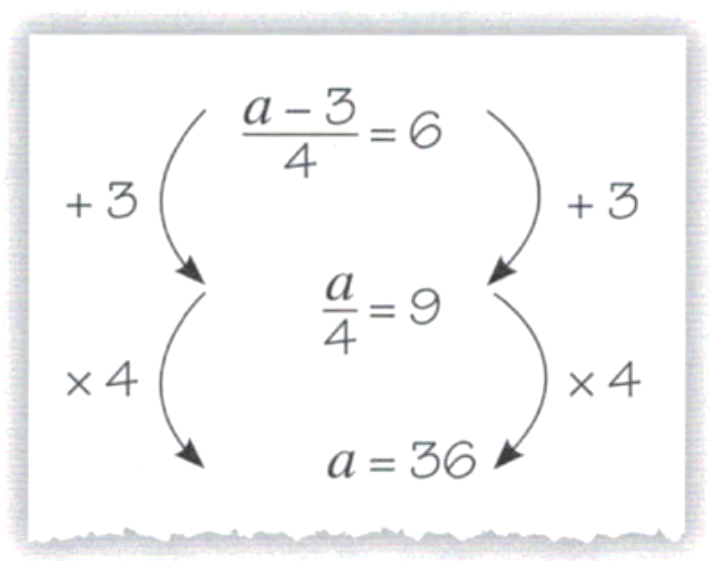 a − 3
—— = 6
4
+ 3 + 3
a
— = 9
4
× 4 × 4
a = 36